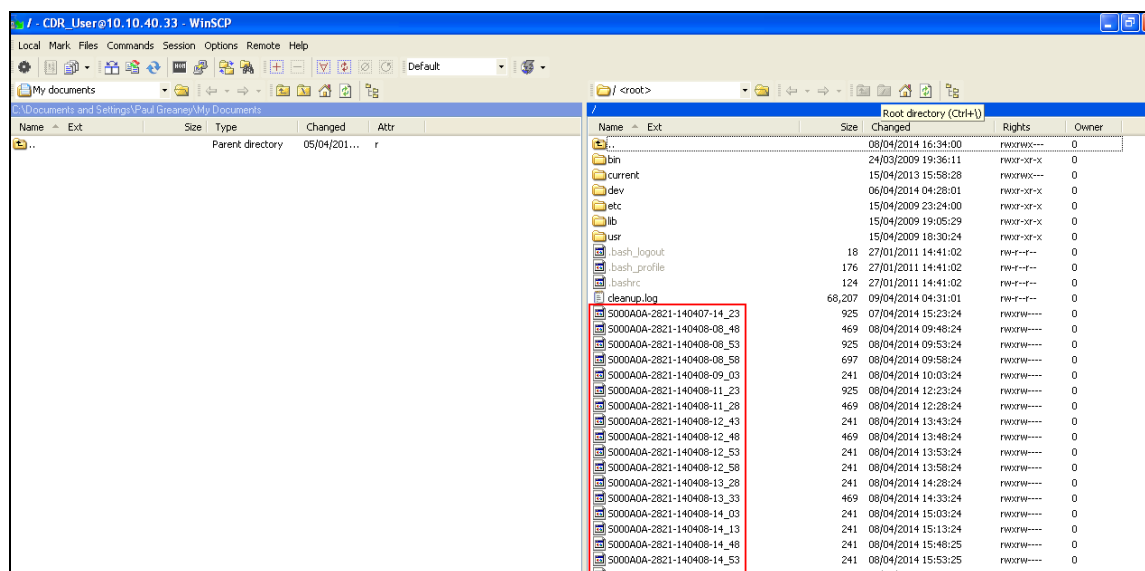 / - CDR_User@10.10.40.33 - WinSCP
Local Mark Files Commands Session Options Remote Help
Default
My documents
/ <root>
C:\Documents and Settings\Paul Greaney\My Documents
/
Root directory (Ctrl+\)
Name Ext Size Type Changed Attr
Name Ext Size Changed Rights Owner
.. Parent directory 05/04/201... r
.. 08/04/2014 16:34:00 rwxrwx--- 0
bin 24/03/2009 19:36:11 rwxr-xr-x 0
current 15/04/2013 15:58:28 rwxrwx--- 0
dev 06/04/2014 04:28:01 rwxr-xr-x 0
etc 15/04/2009 23:24:00 rwxr-xr-x 0
lib 15/04/2009 19:05:29 rwxr-xr-x 0
usr 15/04/2009 18:30:24 rwxr-xr-x 0
.bash_logout 18 27/01/2011 14:41:02 rw-r--r-- 0
.bash_profile 176 27/01/2011 14:41:02 rw-r--r-- 0
.bashrc 124 27/01/2011 14:41:02 rw-r--r-- 0
cleanup.log 68,207 09/04/2014 04:31:01 rw-r--r-- 0
S000A0A-2821-140407-14_23 925 07/04/2014 15:23:24 rwxrw---- 0
S000A0A-2821-140408-08_48 469 08/04/2014 09:48:24 rwxrw---- 0
S000A0A-2821-140408-08_53 925 08/04/2014 09:53:24 rwxrw---- 0
S000A0A-2821-140408-08_58 697 08/04/2014 09:58:24 rwxrw---- 0
S000A0A-2821-140408-09_03 241 08/04/2014 10:03:24 rwxrw---- 0
S000A0A-2821-140408-11_23 925 08/04/2014 12:23:24 rwxrw---- 0
S000A0A-2821-140408-11_28 469 08/04/2014 12:28:24 rwxrw---- 0
S000A0A-2821-140408-12_43 241 08/04/2014 13:43:24 rwxrw---- 0
S000A0A-2821-140408-12_48 469 08/04/2014 13:48:24 rwxrw---- 0
S000A0A-2821-140408-12_53 241 08/04/2014 13:53:24 rwxrw---- 0
S000A0A-2821-140408-12_58 241 08/04/2014 13:58:24 rwxrw---- 0
S000A0A-2821-140408-13_28 241 08/04/2014 14:28:24 rwxrw---- 0
S000A0A-2821-140408-13_33 469 08/04/2014 14:33:24 rwxrw---- 0
S000A0A-2821-140408-14_03 241 08/04/2014 15:03:24 rwxrw---- 0
S000A0A-2821-140408-14_13 241 08/04/2014 15:13:24 rwxrw---- 0
S000A0A-2821-140408-14_48 241 08/04/2014 15:48:25 rwxrw---- 0
S000A0A-2821-140408-14_53 241 08/04/2014 15:53:25 rwxrw---- 0